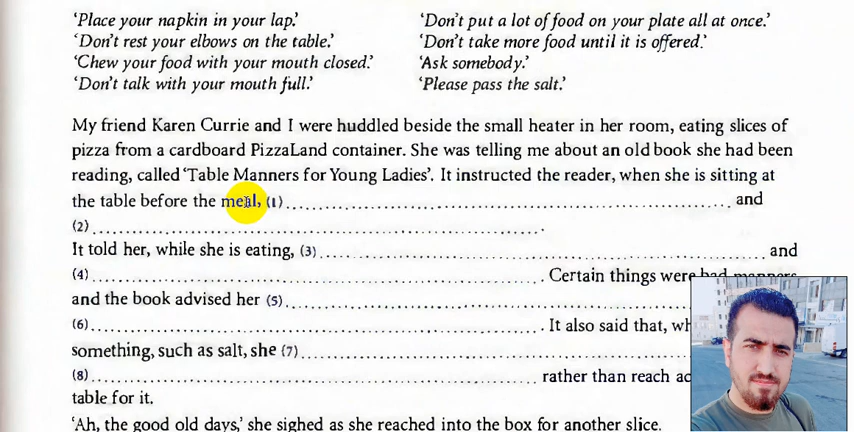 ‘Place your napkin in your lap.’
‘Don’t rest your elbows on the table.’
‘Chew your food with your mouth closed.’
‘Don’t talk with your mouth full.’
‘Don’t put a lot of food on your plate all at once.’
‘Don’t take more food until it is offered.’
‘Ask somebody.’
‘Please pass the salt.’
My friend Karen Currie and I were huddled beside the small heater in her room, eating slices of
pizza from a cardboard PizzaLand container. She was telling me about an old book she had been
reading, called ‘Table Manners for Young Ladies’. It instructed the reader, when she is sitting at
the table before the meal, (1) and
(2)
It told her, while she is eating, (3) and
(4) . Certain things were bad manners
and the book advised her (5)
(6) . It also said that,
something, such as salt, she (7)
(8) rather than reach
table for it.
‘Ah, the good old days,’ she sighed as she reached into the box for another slice.